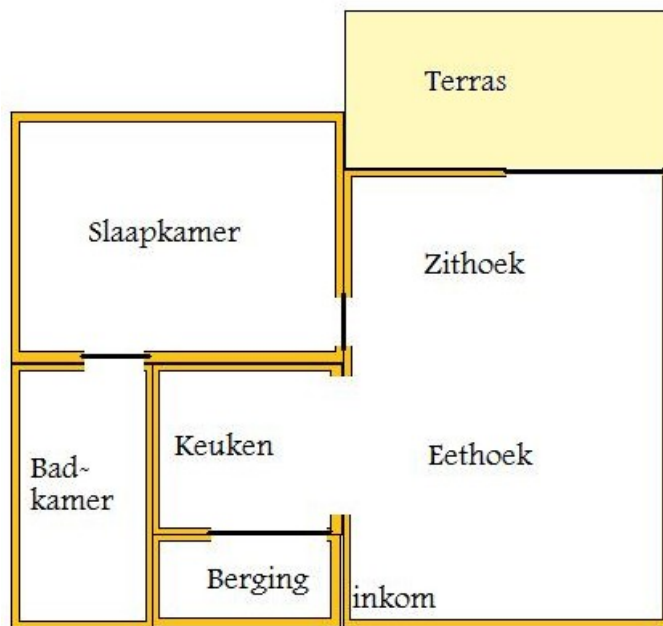 Terras
Slaapkamer
Zithoek
Keuken
Eethoek
Bad-
kamer
Berging
inkom